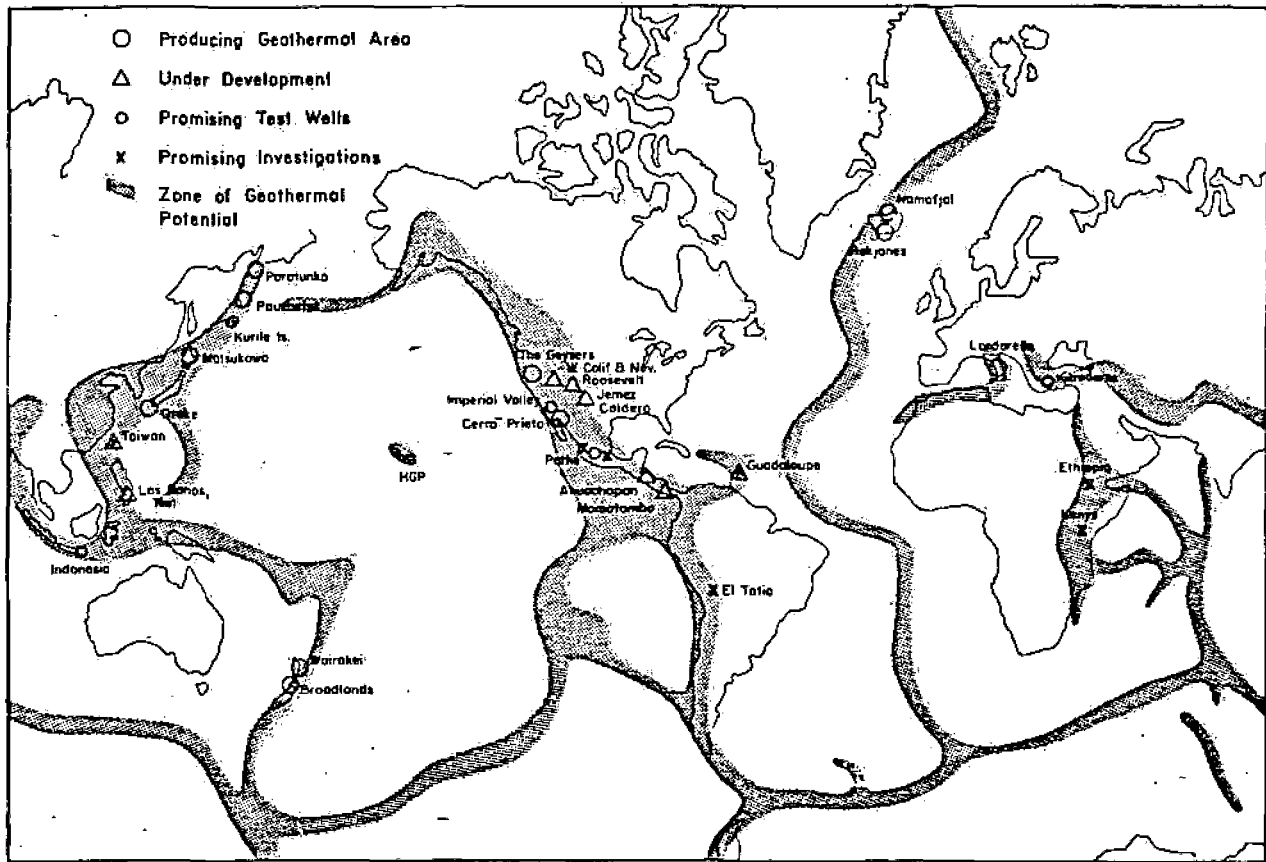 Producing Geothermal Area
Under Development
Promising Test Wells
Promising Investigations
Zone of Geothermal
Potential
Namafjal
Paratunka
Kurile Is.
Matsukawa
Otake
Taiwan
Los Banos,
Tiwi
Indonesia
Wairakei
Broadlands
HGP
The Geysers
Calif & Nev.
Roosevelt
Jemez
Caldera
Imperial Valley
Cerro Prieto
Pathe
Ahuachapan
Momotombo
Guadaloupe
El Tatio
Larderello
Ethiopia
Kenya